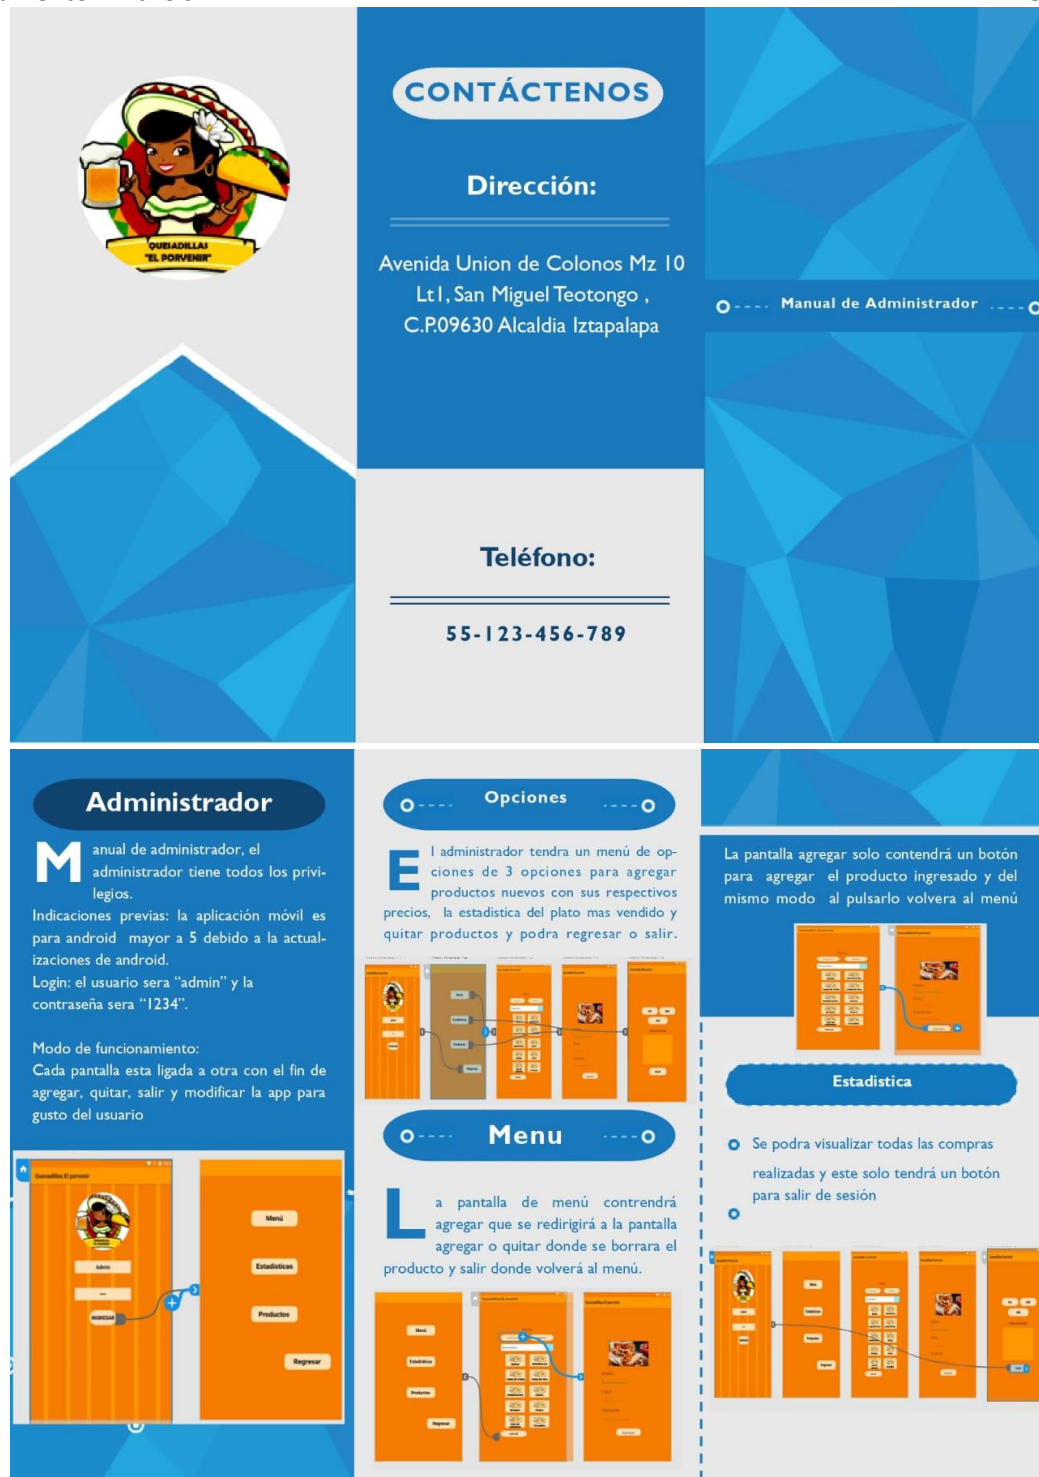 QUESADILLAS
"EL PORVENIR"
CONTÁCTENOS
Dirección:
Avenida Union de Colonos Mz 10
Lt1, San Miguel Teotongo ,
C.P.09630 Alcaldia Iztapalapa
Teléfono:
55-123-456-789
Manual de Administrador
Administrador
Manual de administrador, el
administrador tiene todos los privi-
legios.
Indicaciones previas: la aplicación móvil es
para android mayor a 5 debido a la actual-
izaciones de android.
Login: el usuario sera “admin” y la
contraseña sera “1234”.
Modo de funcionamiento:
Cada pantalla esta ligada a otra con el fin de
agregar, quitar, salir y modificar la app para
gusto del usuario
Quesadillas El porvenir
Admin
INGRESAR
Menú
Estadísticas
Productos
Regresar
Opciones
El administrador tendra un menú de op-
ciones de 3 opciones para agregar
productos nuevos con sus respectivos
precios, la estadistica del plato mas vendido y
quitar productos y podra regresar o salir.
Menu
La pantalla de menú contrendrá
agregar que se redirigirá a la pantalla
agregar o quitar donde se borrara el
producto y salir donde volverá al menú.
Menú
Estadísticas
Productos
Regresar
La pantalla agregar solo contendrá un botón
para agregar el producto ingresado y del
mismo modo al pulsarlo volvera al menú
Estadistica
Se podra visualizar todas las compras
realizadas y este solo tendrá un botón
para salir de sesión